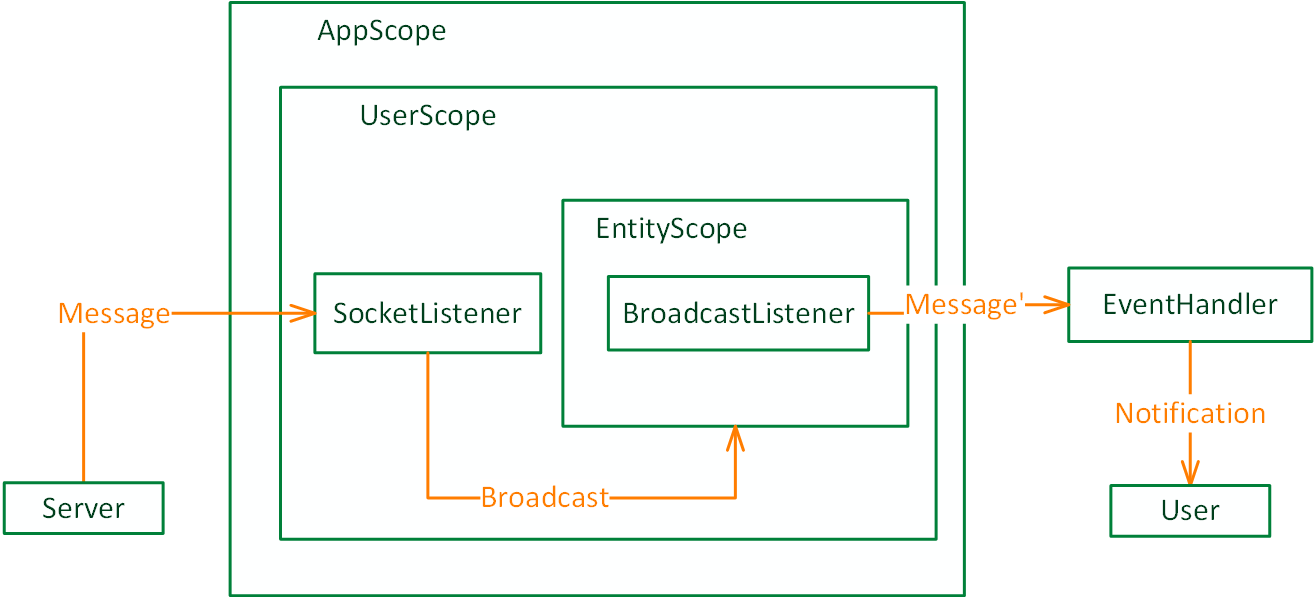 AppScope
UserScope
EntityScope
Message
SocketListener
BroadcastListener
Message'
EventHandler
Notification
Broadcast
Server
User